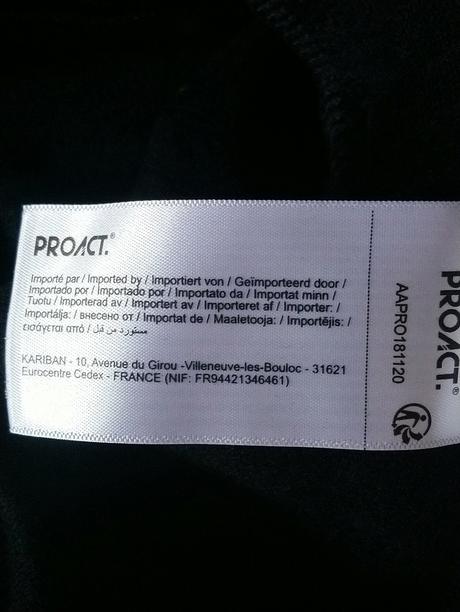 PROACT.®
Importé par / Imported by / Importiert von / Geïmporteerd door /
Importado por / Importado por / Importato da / Importat minn /
Tuotu / Importerad av / Importert av / Importeret af / Importer: /
Importálja: / внесено от / Importat de / Maaletooja: / Importējis: /
εισάγεται από / مستورد من قبل /
KARIBAN - 10, Avenue du Girou -Villeneuve-les-Bouloc - 31621
Eurocentre Cedex - FRANCE (NIF: FR94421346461)
PROACT.®
AAPRO181120